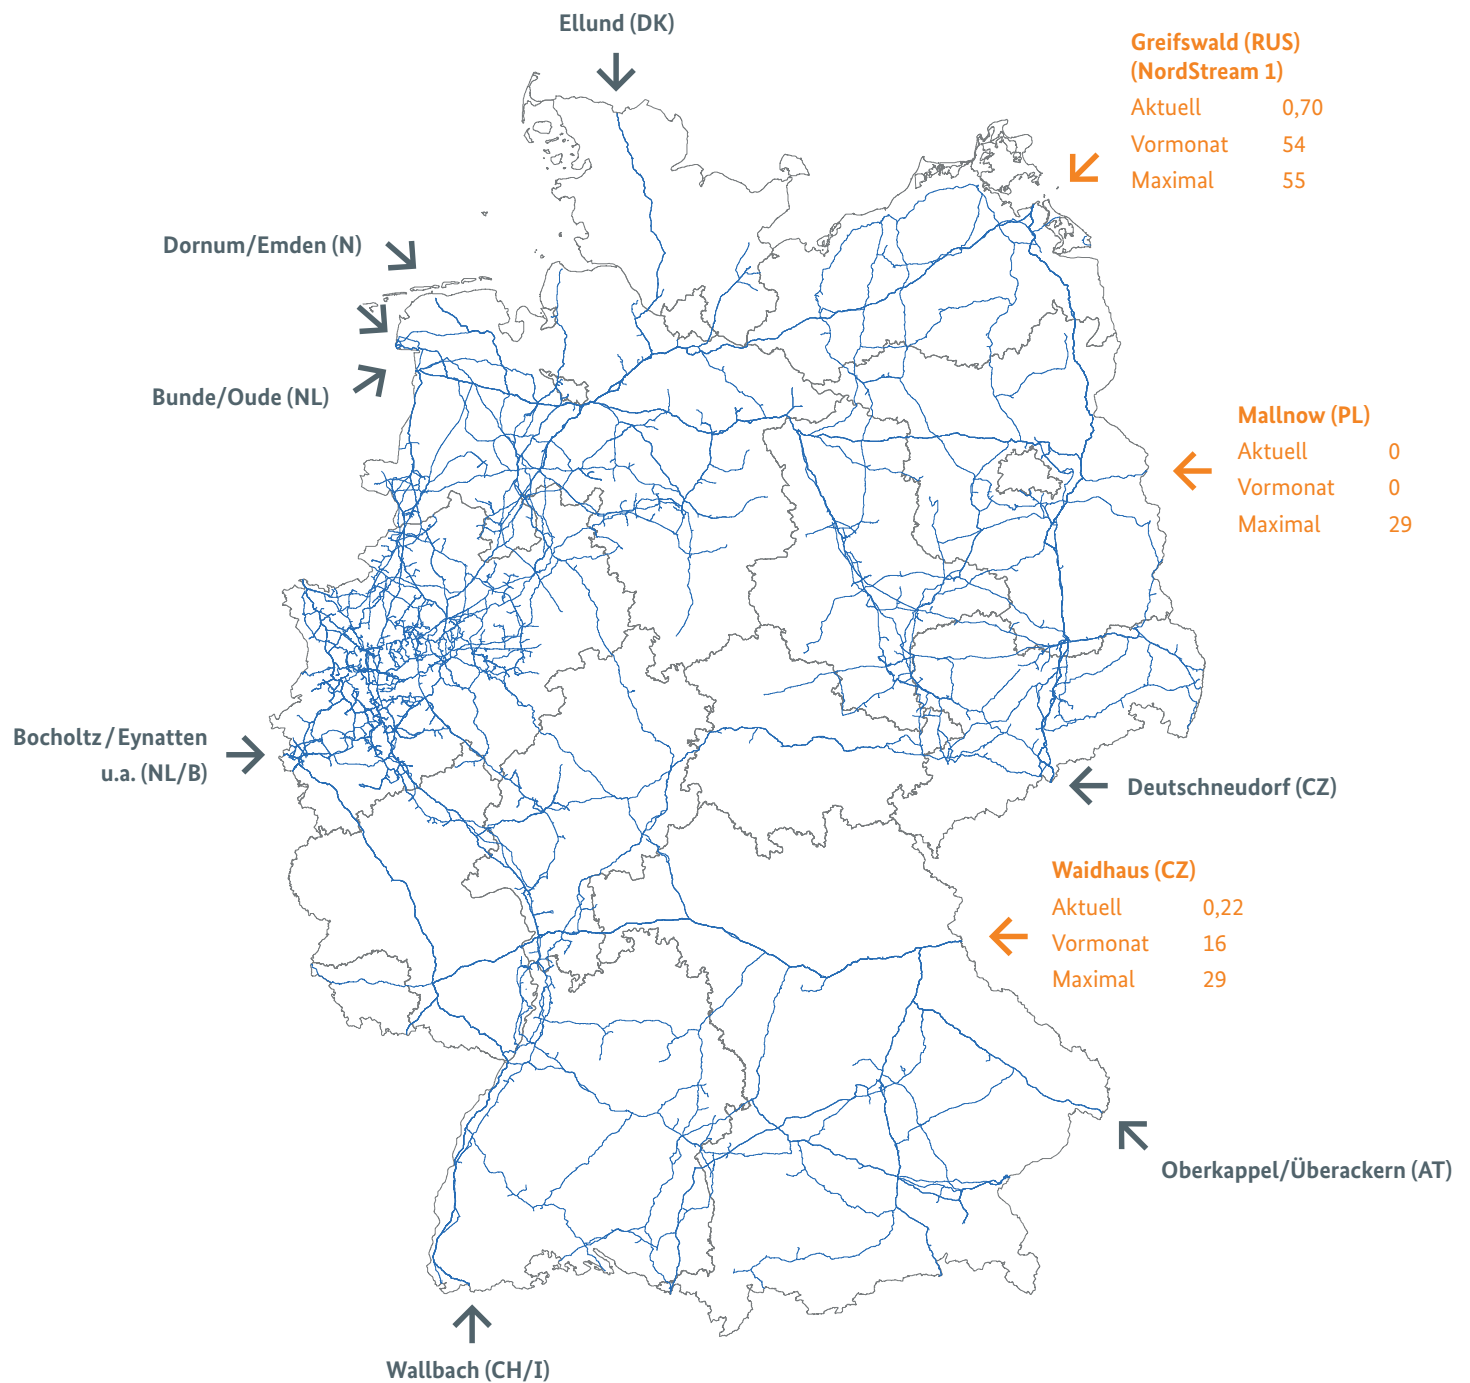 Ellund (DK)
Greifswald (RUS)
(NordStream 1)
Aktuell 0,70
Vormonat 54
Maximal 55
Dornum/Emden (N)
Bunde/Oude (NL)
Mallnow (PL)
Aktuell 0
Vormonat 0
Maximal 29
Bocholtz / Eynatten
u.a. (NL/B)
Deutschneudorf (CZ)
Waidhaus (CZ)
Aktuell 0,22
Vormonat 16
Maximal 29
Oberkappel/Überackern (AT)
Wallbach (CH/I)